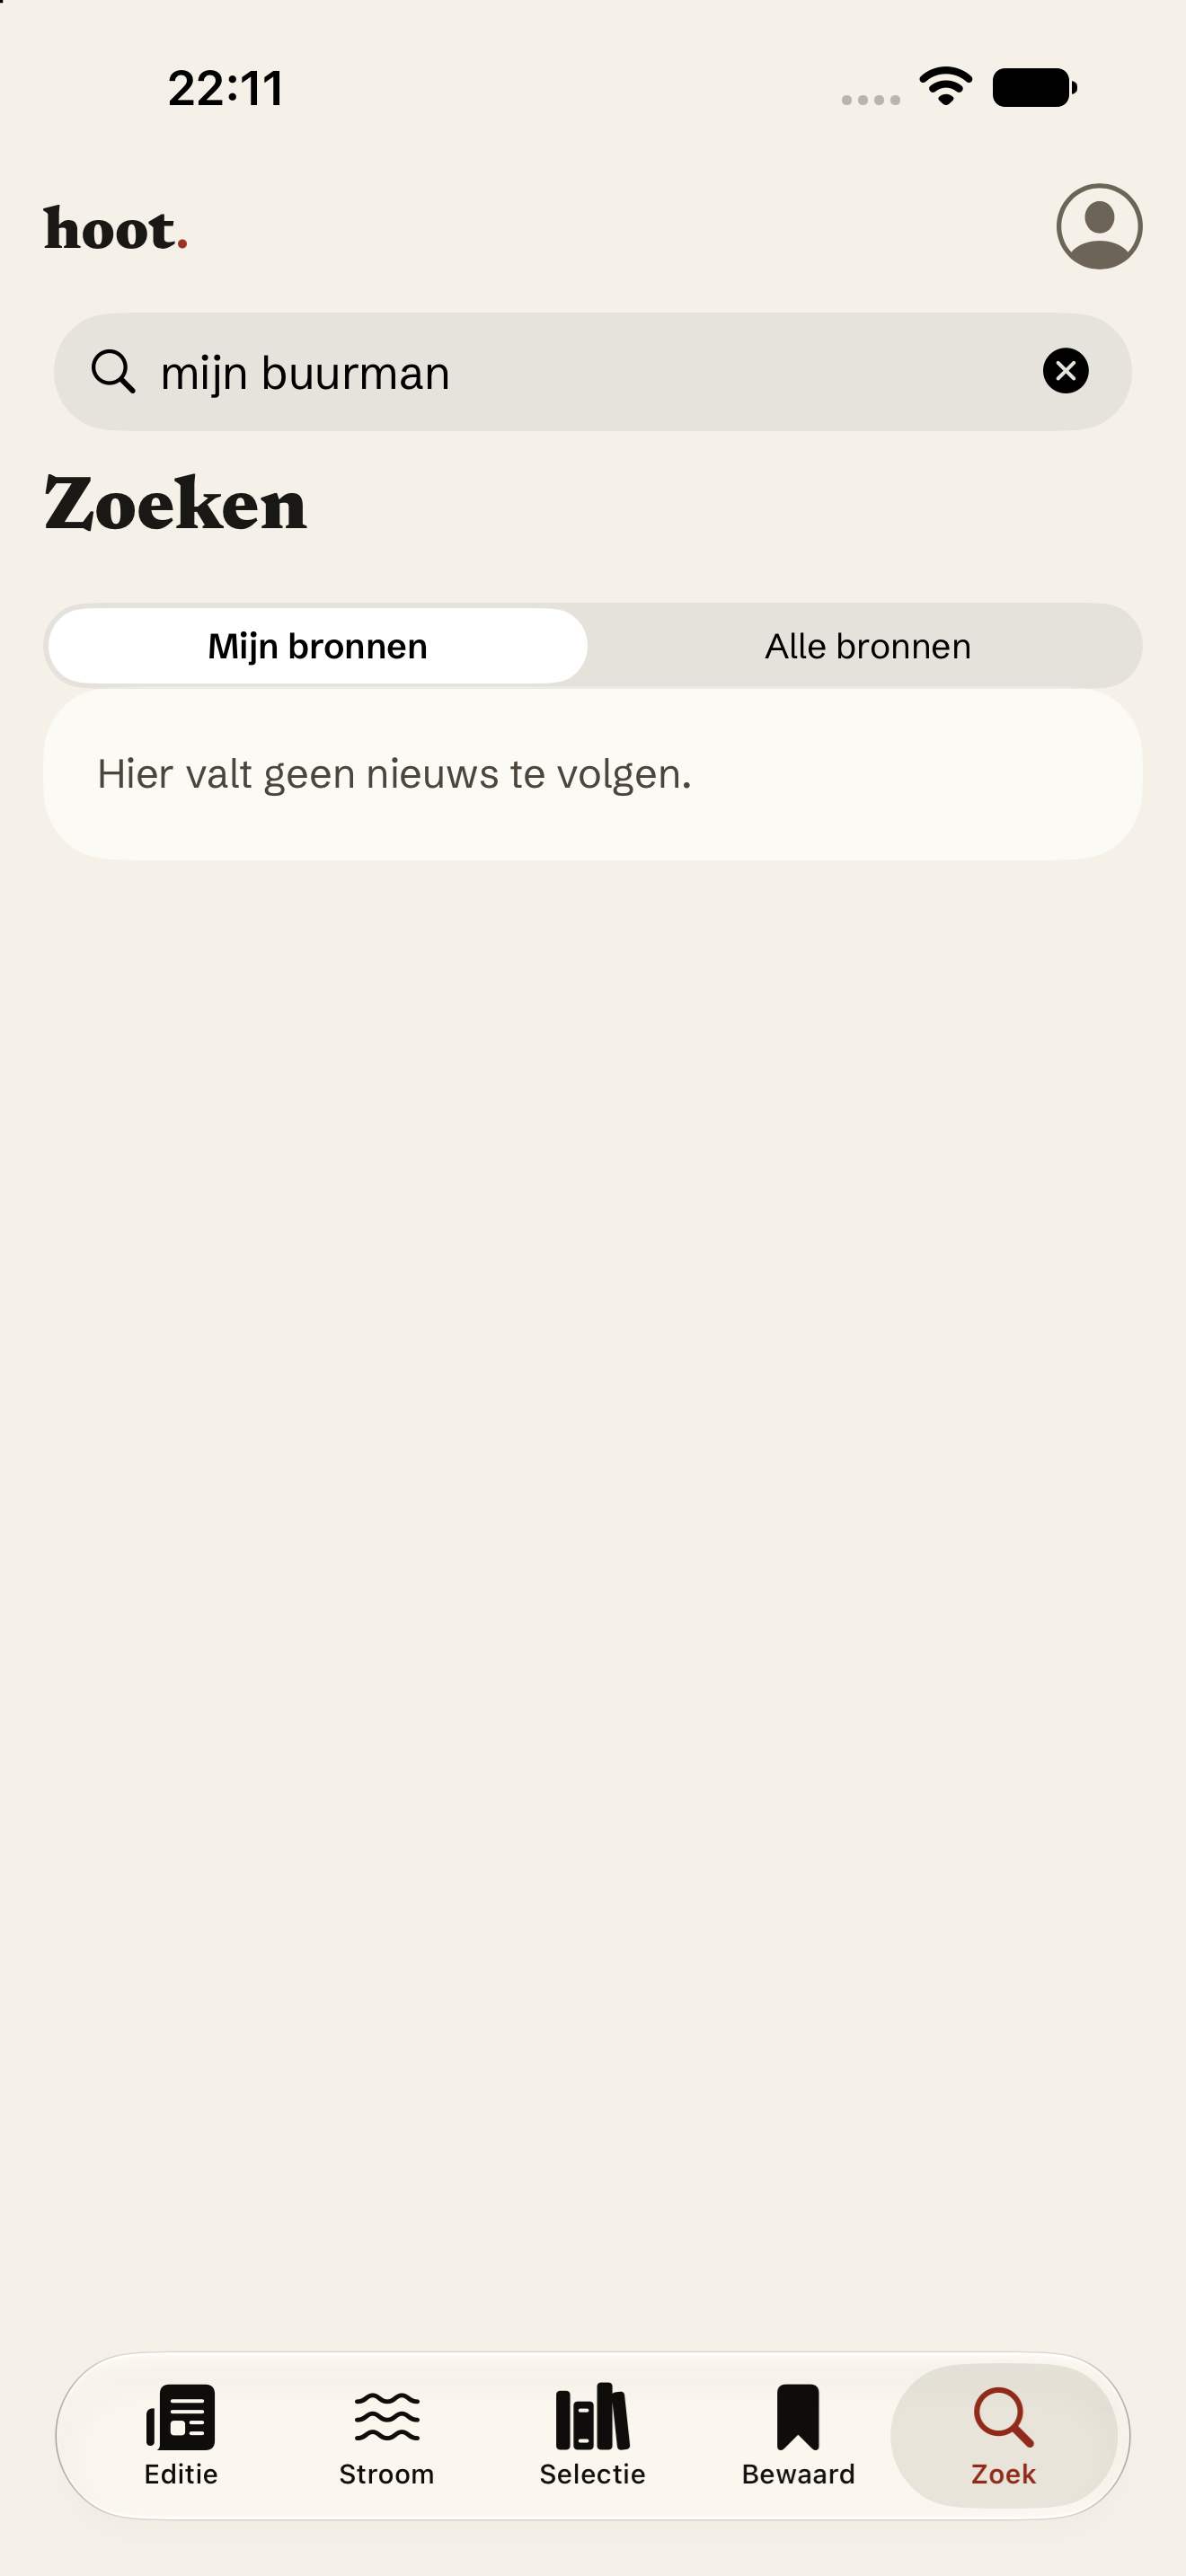 22:11
hoot.
mijn buurman
Zoeken
Mijn bronnen
Alle bronnen
Hier valt geen nieuws te volgen.
Editie
Stroom
Selectie
Bewaard
Zoek